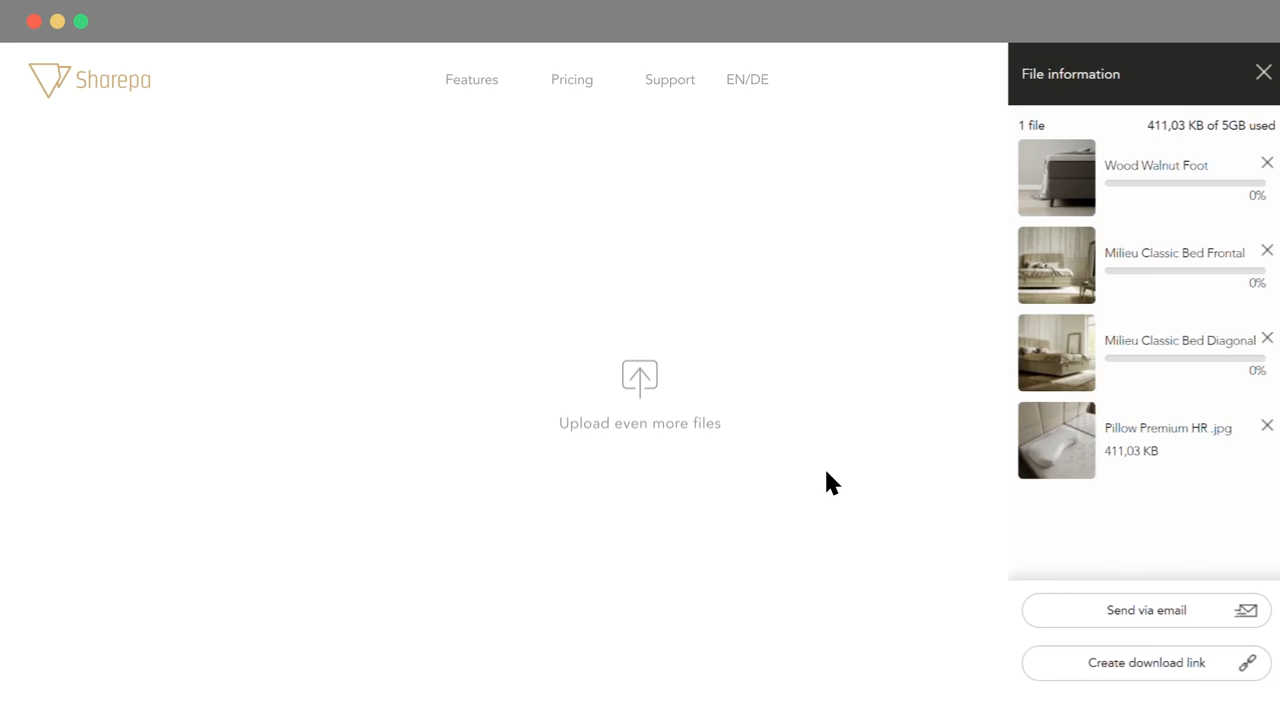 Sharepa
Features
Pricing
Support
EN/DE
File information
1 file
411,03 KB of 5GB used
Wood Walnut Foot
0%
Milieu Classic Bed Frontal
0%
Milieu Classic Bed Diagonal
0%
Pillow Premium HR .jpg
411,03 KB
Upload even more files
Send via email
Create download link